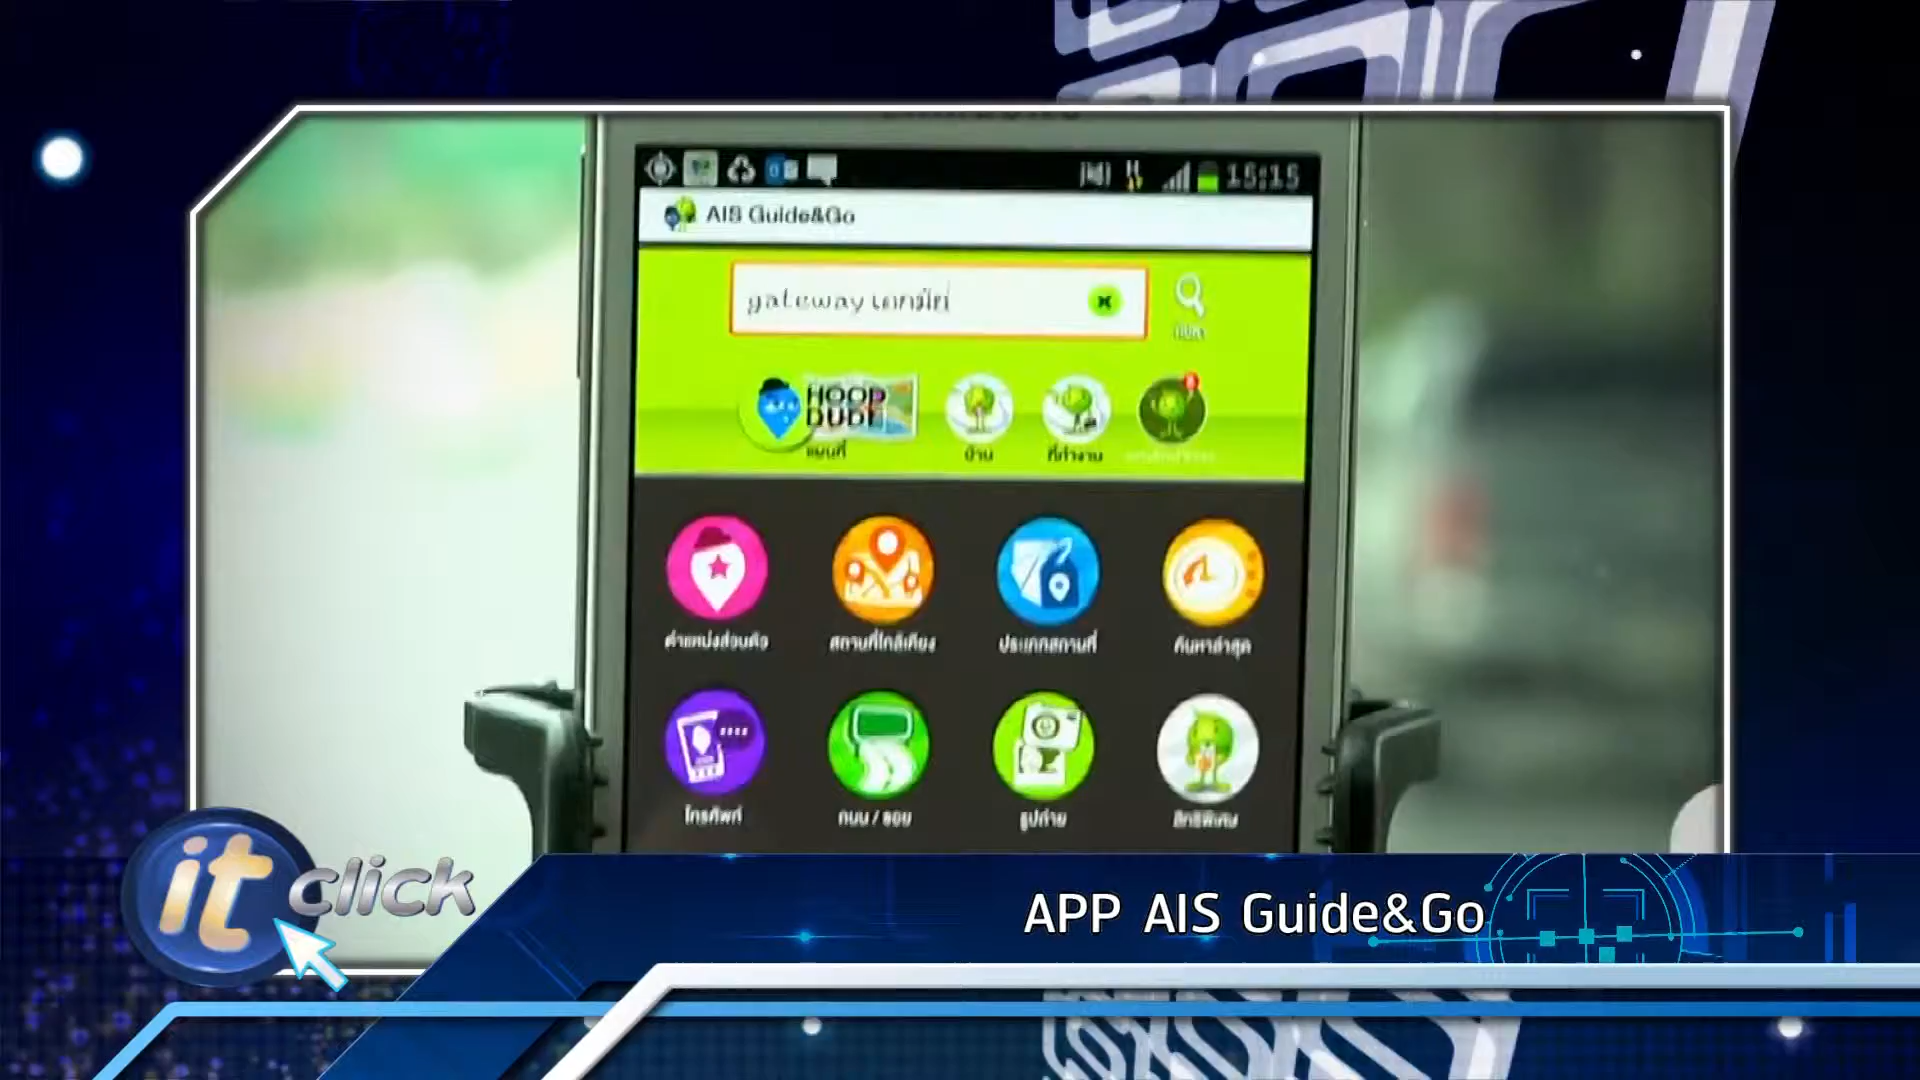 15:15
AIS Guide&Go
gateway เอกมัย
ค้นหา
HOOP
DUDE
แผนที่
บ้าน
ที่ทำงาน
ตำแหน่งส่วนตัว
สถานที่ใกล้เคียง
ประเภทสถานที่
ค้นหาล่าสุด
โทรศัพท์
ถนน / ซอย
รูปถ่าย
สิทธิพิเศษ
it click
APP AIS Guide&Go